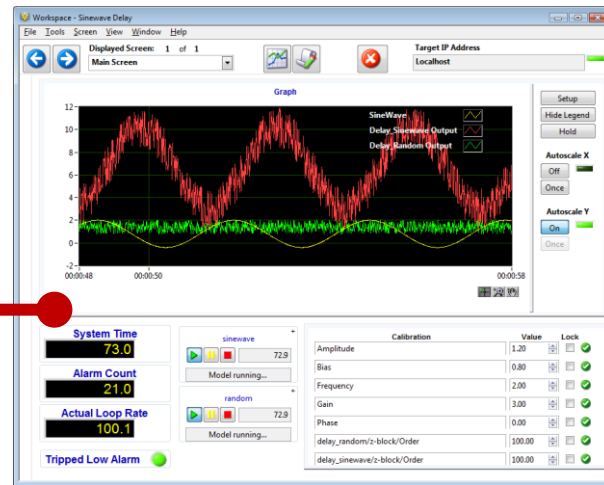 Workspace - Sinewave Delay
File Tools Screen View Window Help
Displayed Screen: 1 of 1
Main Screen
Target IP Address
Localhost
Graph
12-
10-
8-
6-
4-
2-
0-
-2-
SineWave
Delay_Sinewave Output
Delay_Random Output
00:00:48
00:00:50
00:00:58
Setup
Hide Legend
Hold
Autoscale X
Off
Once
Autoscale Y
On
Once
System Time
73.0
Alarm Count
21.0
Actual Loop Rate
100.1
Tripped Low Alarm
sinewave
72.9
Model running...
random
72.9
Model running...
Calibration Value Lock
Amplitude 1.20
Bias 0.80
Frequency 2.00
Gain 3.00
Phase 0.00
delay_random/z-block/Order 100.00
delay_sinewave/z-block/Order 100.00